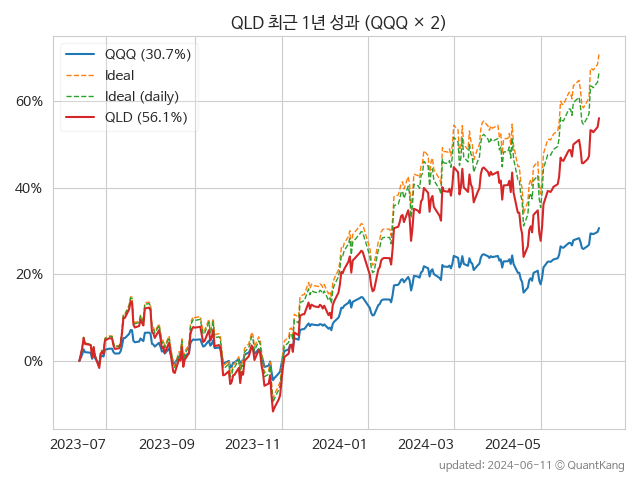 QLD 최근 1년 성과 (QQQ × 2)
QQQ (30.7%)
Ideal
Ideal (daily)
QLD (56.1%)
60%
40%
20%
0%
2023−07 2023−09 2023−11 2024−01 2024−03 2024−05
updated: 2024-06-11 © QuantKang